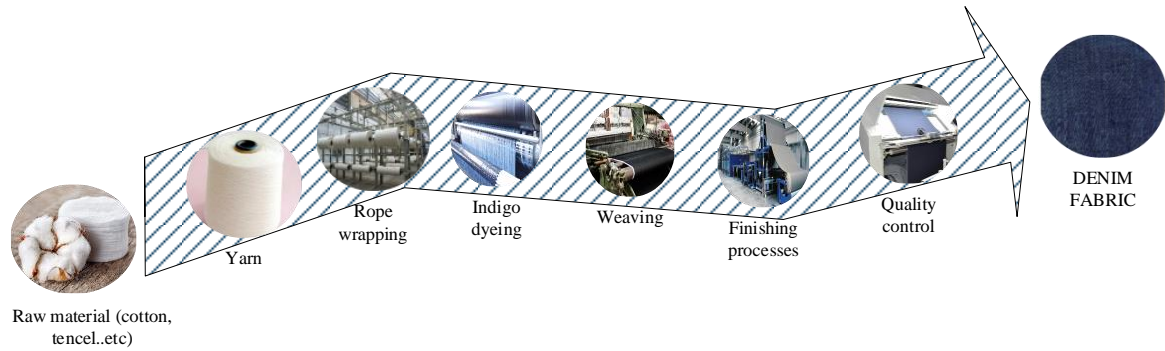 Raw material (cotton,
tencel..etc)
Yarn
Rope
wrapping
Indigo
dyeing
Weaving
Finishing
processes
Quality
control
DENIM
FABRIC